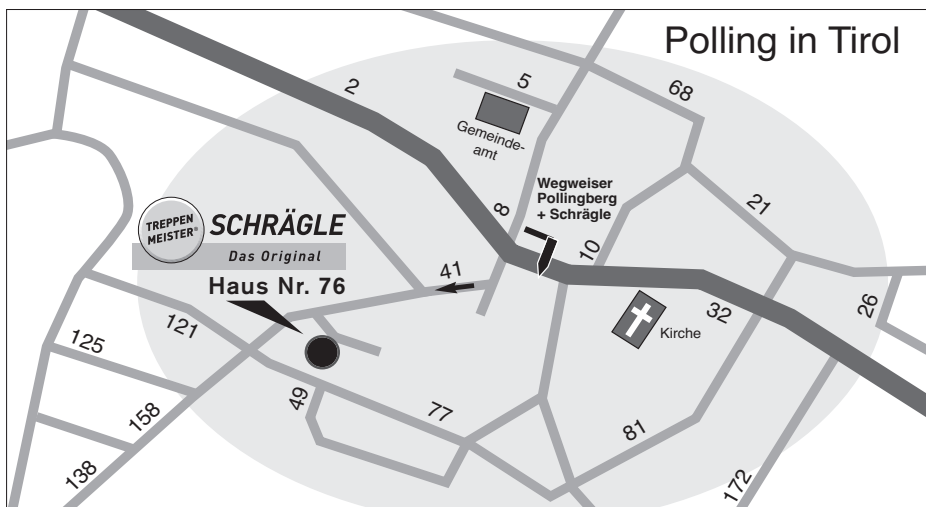 Polling in Tirol
2
5
68
Gemeinde-
amt
Wegweiser
Pollingberg
+ Schrägle
8
10
21
TREPPEN
MEISTER®
SCHRÄGLE
Das Original
Haus Nr. 76
41
32
26
Kirche
121
125
49
77
81
158
138
172